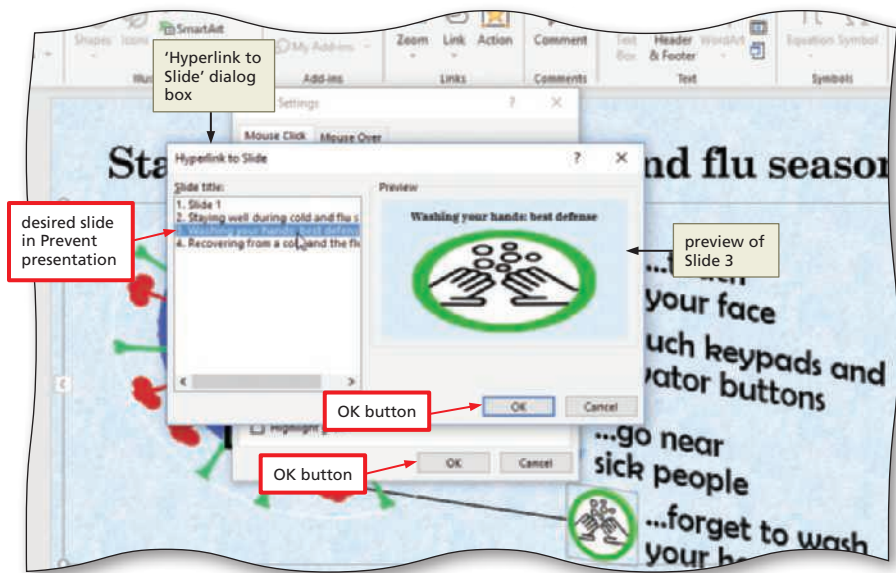 SmartArt
Shapes
Icons
My Add-ins
Zoom
Link
Action
Comment
Text
Box
Header
& Footer
WordArt
Equation
Symbol
Add-ins
Links
Comments
Text
Symbols
'Hyperlink to
Slide' dialog
box
Settings
?
Mouse Click
Mouse Over
Sta
nd flu season
Hyperlink to Slide
?
Slide title:
Preview
1. Slide 1
2. Staying well during cold and flu s
3. Washing your hands: best defense
4. Recovering from a cold and the flu
Washing your hands: best defense
desired slide
in Prevent
presentation
preview of
Slide 3
your face
uch keypads and
vator buttons
OK button
OK
Cancel
Highlight
...go near
sick people
OK button
OK
Cancel
...forget to wash
your